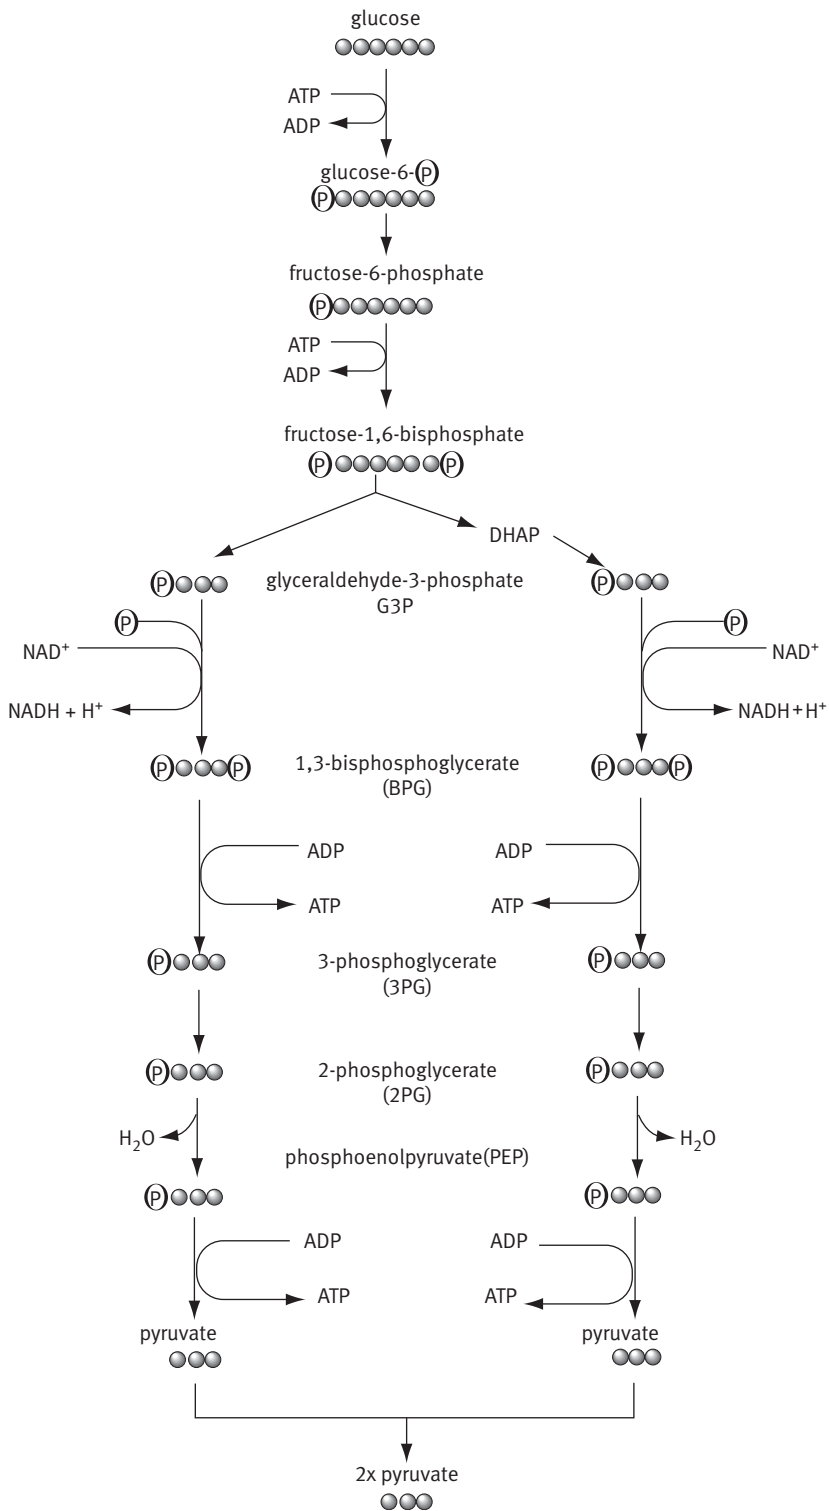 glucose
ATP
ADP
glucose-6-P
P
fructose-6-phosphate
P
ATP
ADP
fructose-1,6-bisphosphate
P P
DHAP
P glyceraldehyde-3-phosphate P
G3P
P P
NAD⁺ NAD⁺
NADH + H⁺ NADH+H⁺
P P 1,3-bisphosphoglycerate P P
(BPG)
ADP ADP
ATP ATP
P 3-phosphoglycerate P
(3PG)
P 2-phosphoglycerate P
(2PG)
H₂O H₂O
phosphoenolpyruvate(PEP)
P P
ADP ADP
ATP ATP
pyruvate pyruvate
2x pyruvate